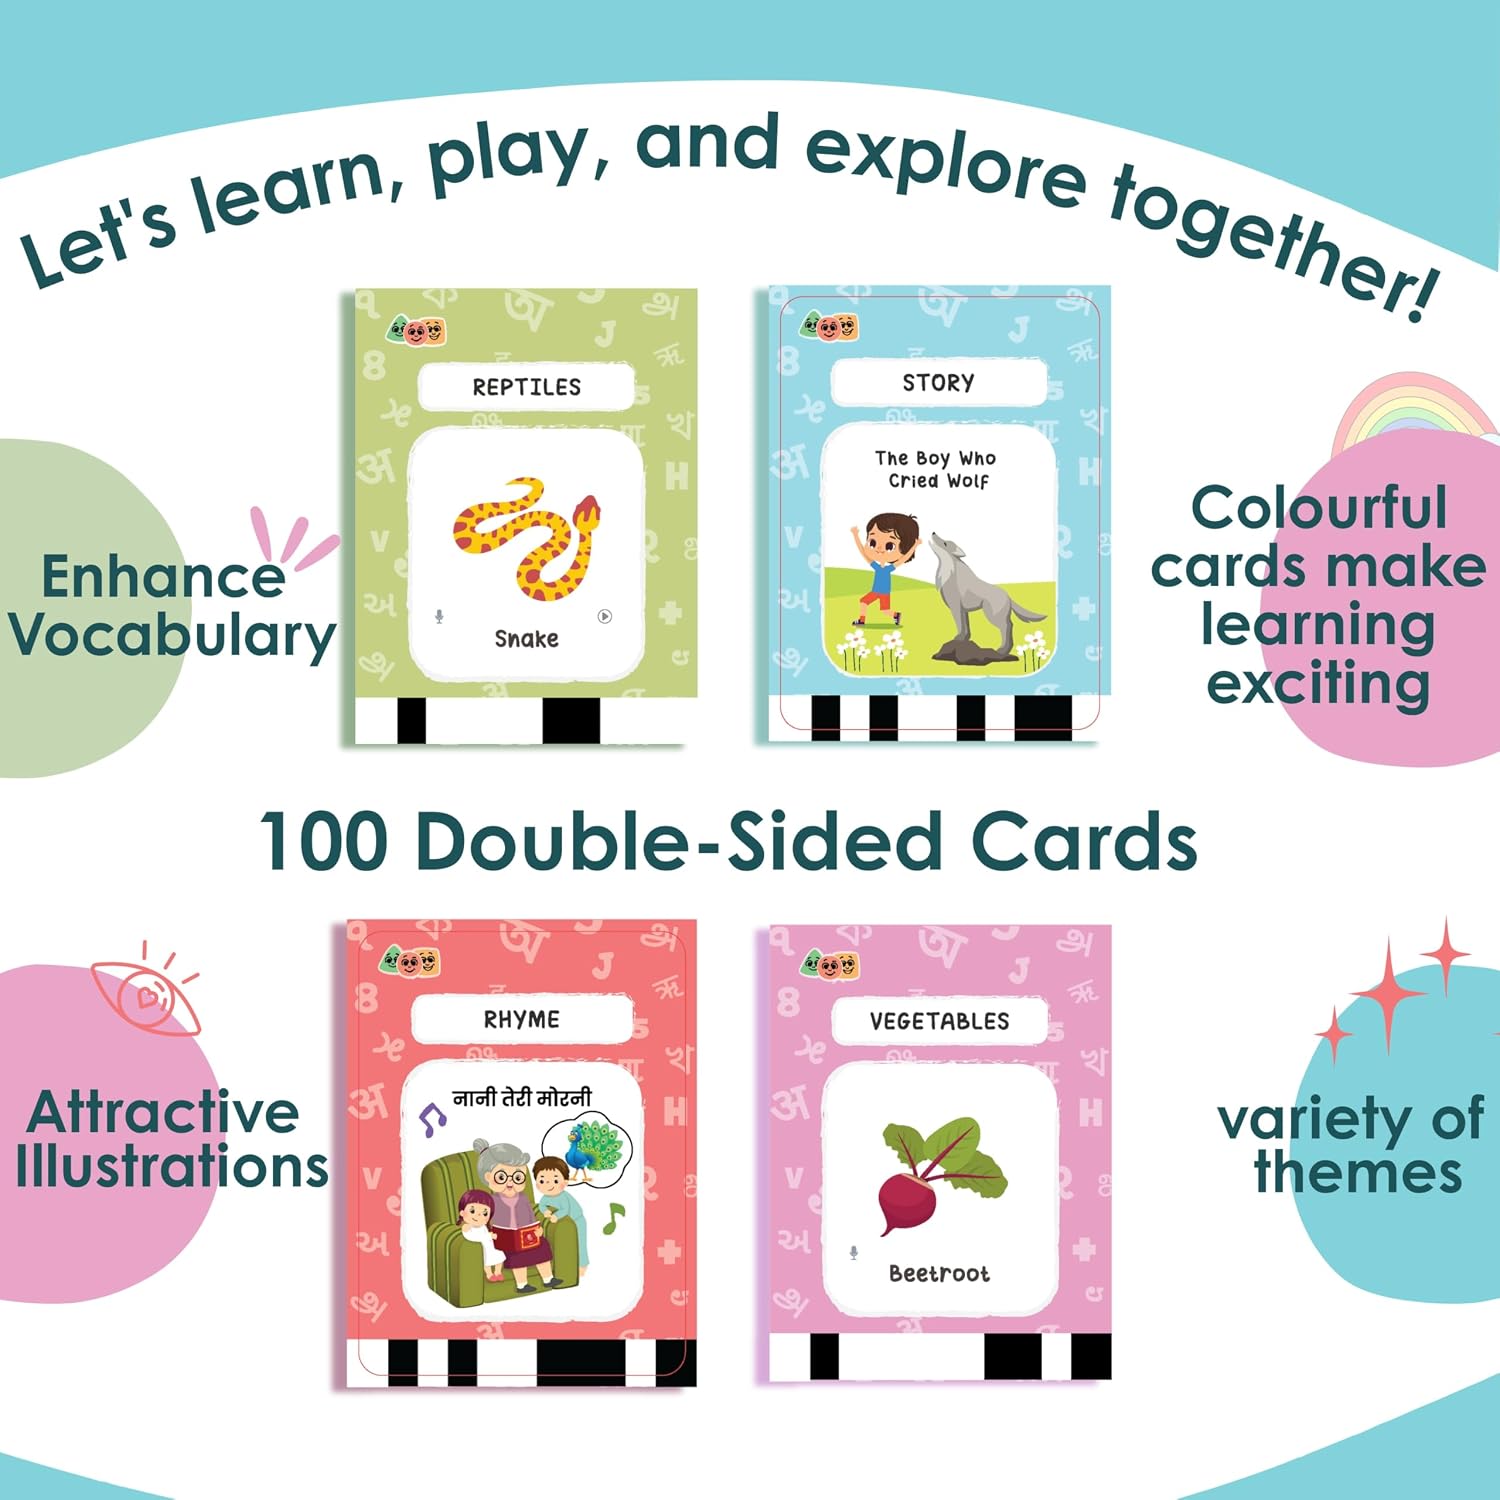 Let's learn, play, and explore together!
REPTILES
Snake
STORY
The Boy Who
Cried Wolf
Enhance
Vocabulary
Colourful
cards make
learning
exciting
100 Double-Sided Cards
RHYME
नानी तेरी मोरनी
VEGETABLES
Beetroot
Attractive
Illustrations
variety of
themes